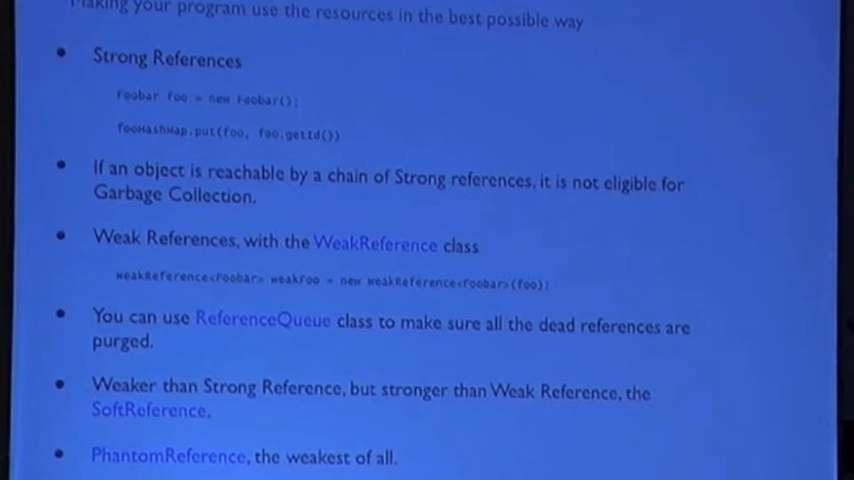 Making your program use the resources in the best possible way
• Strong References
Foobar foo = new Foobar();
fooHashMap.put(foo, foo.getId())
• If an object is reachable by a chain of Strong references, it is not eligible for
Garbage Collection.
• Weak References, with the WeakReference class
WeakReference<Foobar> weakFoo = new WeakReference<Foobar>(foo);
• You can use ReferenceQueue class to make sure all the dead references are
purged.
• Weaker than Strong Reference, but stronger than Weak Reference, the
SoftReference.
• PhantomReference, the weakest of all.